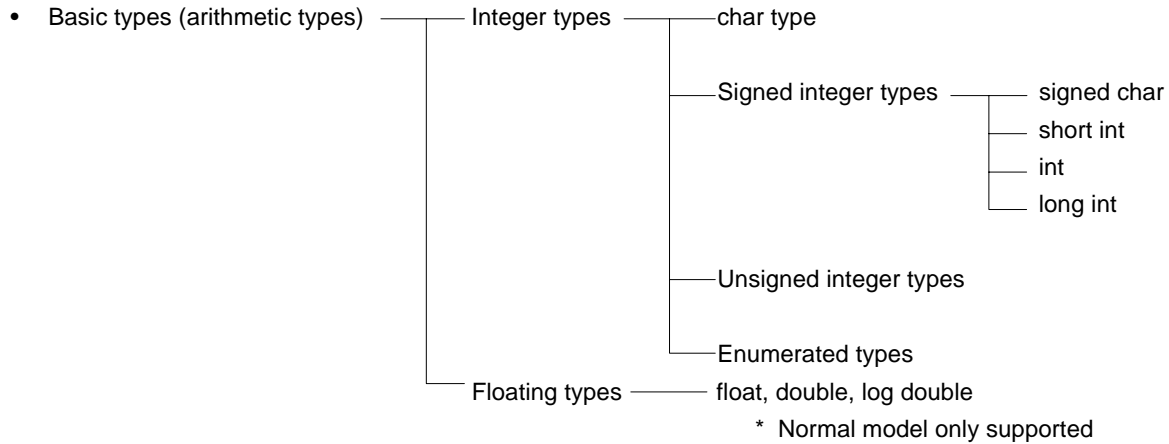 • Basic types (arithmetic types) Integer types char type
Signed integer types signed char
short int
int
long int
Unsigned integer types
Enumerated types
Floating types float, double, log double
* Normal model only supported